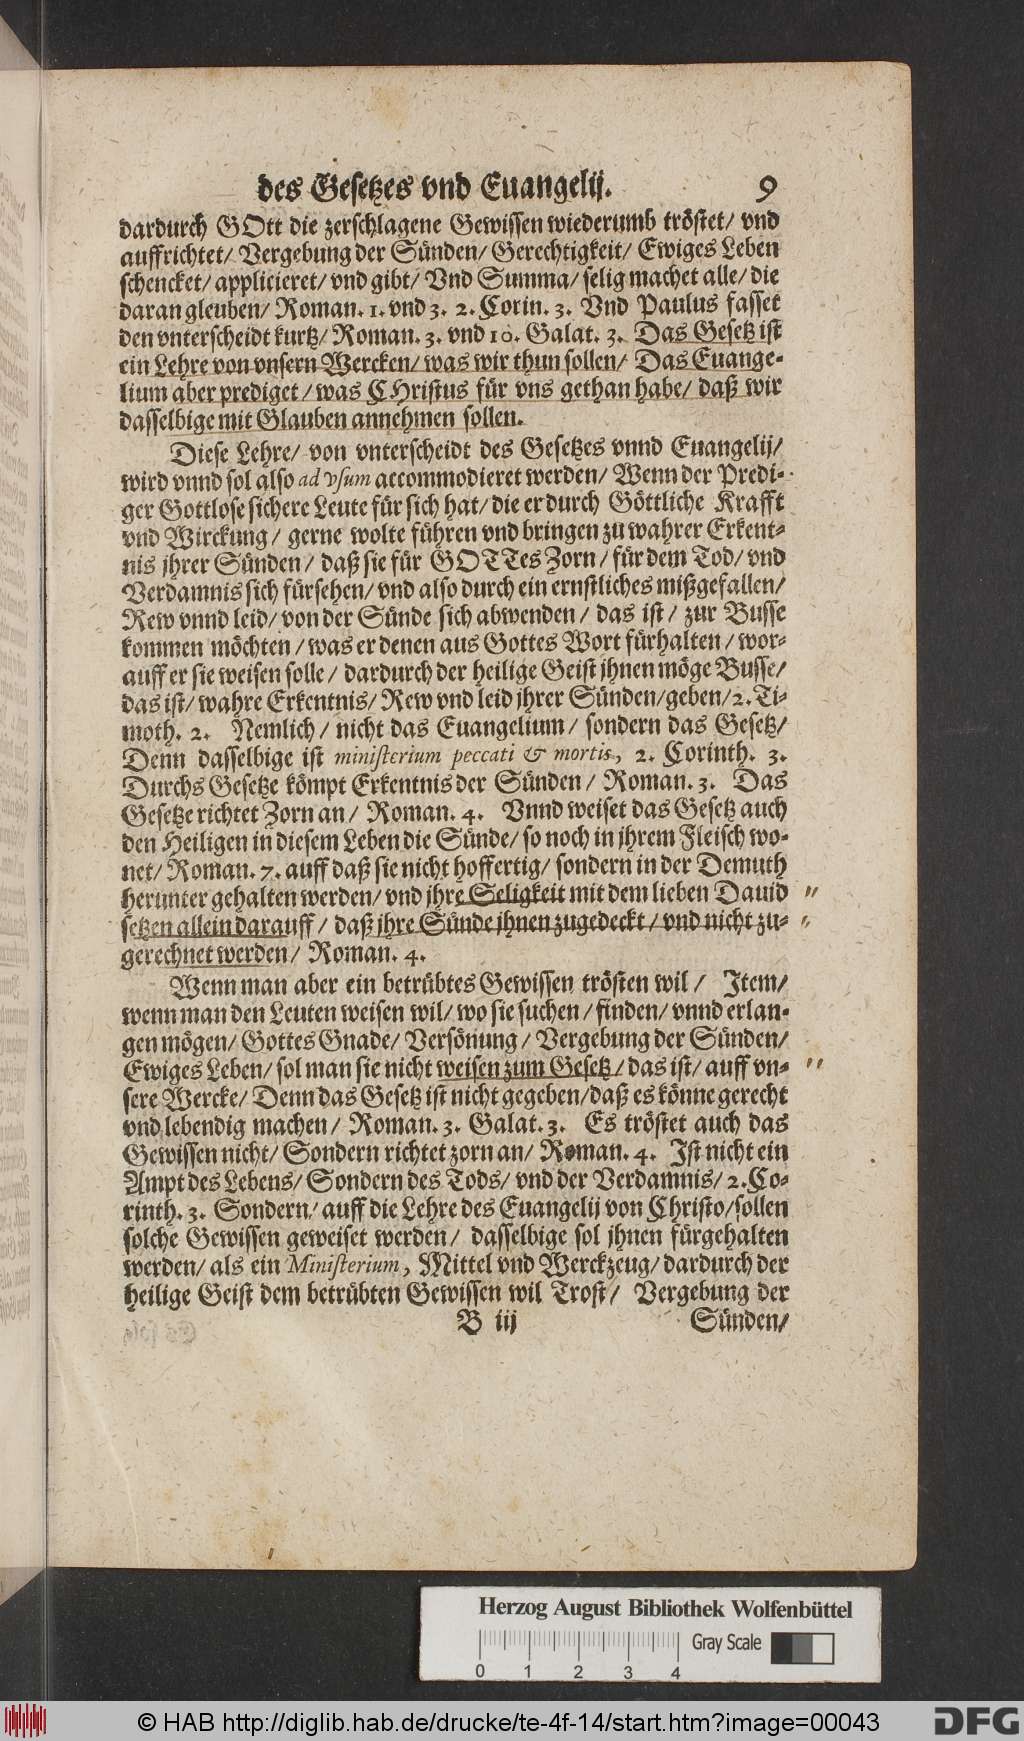 des Gesetzes vnd Euangelij. 9
dardurch GOtt die zerschlagene Gewissen wiederumb tröstet/ vnd
auffrichtet/ Vergebung der Sünden/ Gerechtigkeit/ Ewiges Leben
schencket/ applicieret/ vnd gibt/ Vnd Summa/ selig machet alle/ die
daran gleuben/ Roman. 1. vnd 3. 2. Corin. 3. Vnd Paulus fasset
den vnterscheidt kurtz/ Roman. 3. vnd 10. Galat. 3. Das Gesetz ist
ein Lehre von vnsern Wercken/ was wir thun sollen/ Das Euange-
lium aber prediget/ was CHristus für vns gethan habe/ daß wir
dasselbige mit Glauben annehmen sollen.
Diese Lehre/ von vnterscheidt des Gesetzes vnnd Euangelij/
wird vnnd sol also ad vsum accommodieret werden/ Wenn der Predi-
ger Gottlose sichere Leute für sich hat/ die er durch Göttliche Krafft
vnd Wirckung/ gerne wolte führen vnd bringen zu wahrer Erkent-
nis jhrer Sünden/ daß sie für GOTTes Zorn/ für dem Tod/ vnd
Verdamnis sich fürsehen/ vnd also durch ein ernstliches mißgefallen/
Rew vnnd leid/ von der Sünde sich abwenden/ das ist/ zur Busse
kommen möchten/ was er denen aus Gottes Wort fürhalten/ wor-
auff er sie weisen solle/ dardurch der heilige Geist jhnen möge Busse/
das ist/ wahre Erkentnis/ Rew vnd leid jhrer Sünden/ geben/ 2. Ti-
moth. 2. Nemlich/ nicht das Euangelium/ sondern das Gesetz/
Denn dasselbige ist ministerium peccati & mortis, 2. Corinth. 3.
Durchs Gesetze kömpt Erkentnis der Sünden/ Roman. 3. Das
Gesetze richtet Zorn an/ Roman. 4. Vnnd weiset das Gesetz auch
den Heiligen in diesem Leben die Sünde/ so noch in ihrem Fleisch wo-
net/ Roman. 7. auff daß sie nicht hoffertig/ sondern in der Demuth
herunter gehalten werden/ vnd jhre Seligkeit mit dem lieben Dauid "
setzen allein darauff/ daß jhre Sünde jhnen zugedeckt/ vnd nicht zu- "
gerechnet werden/ Roman. 4.
Wenn man aber ein betrübtes Gewissen trösten wil/ Item/
wenn man den Leuten weisen wil/ wo sie suchen/ finden/ vnnd erlan-
gen mögen/ Gottes Gnade/ Versönung/ Vergebung der Sünden/
Ewiges Leben/ sol man sie nicht weisen zum Gesetz/ das ist/ auff vn- "
sere Wercke/ Denn das Gesetz ist nicht gegeben/ daß es könne gerecht
vnd lebendig machen/ Roman. 3. Galat. 3. Es tröstet auch das
Gewissen nicht/ Sondern richtet zorn an/ Roman. 4. Ist nicht ein
Ampt des Lebens/ Sondern des Tods/ vnd der Verdamnis/ 2. Co-
rinth. 3. Sondern/ auff die Lehre des Euangelij von Christo/ sollen
solche Gewissen geweiset werden/ dasselbige sol jhnen fürgehalten
werden/ als ein Ministerium, Mittel vnd Werckzeug/ dardurch der
heilige Geist dem betrübten Gewissen wil Trost/ Vergebung der
B iij Sünden/
Herzog August Bibliothek Wolfenbüttel
Gray Scale
0 1 2 3 4
© HAB http://diglib.hab.de/drucke/te-4f-14/start.htm?image=00043
DFG